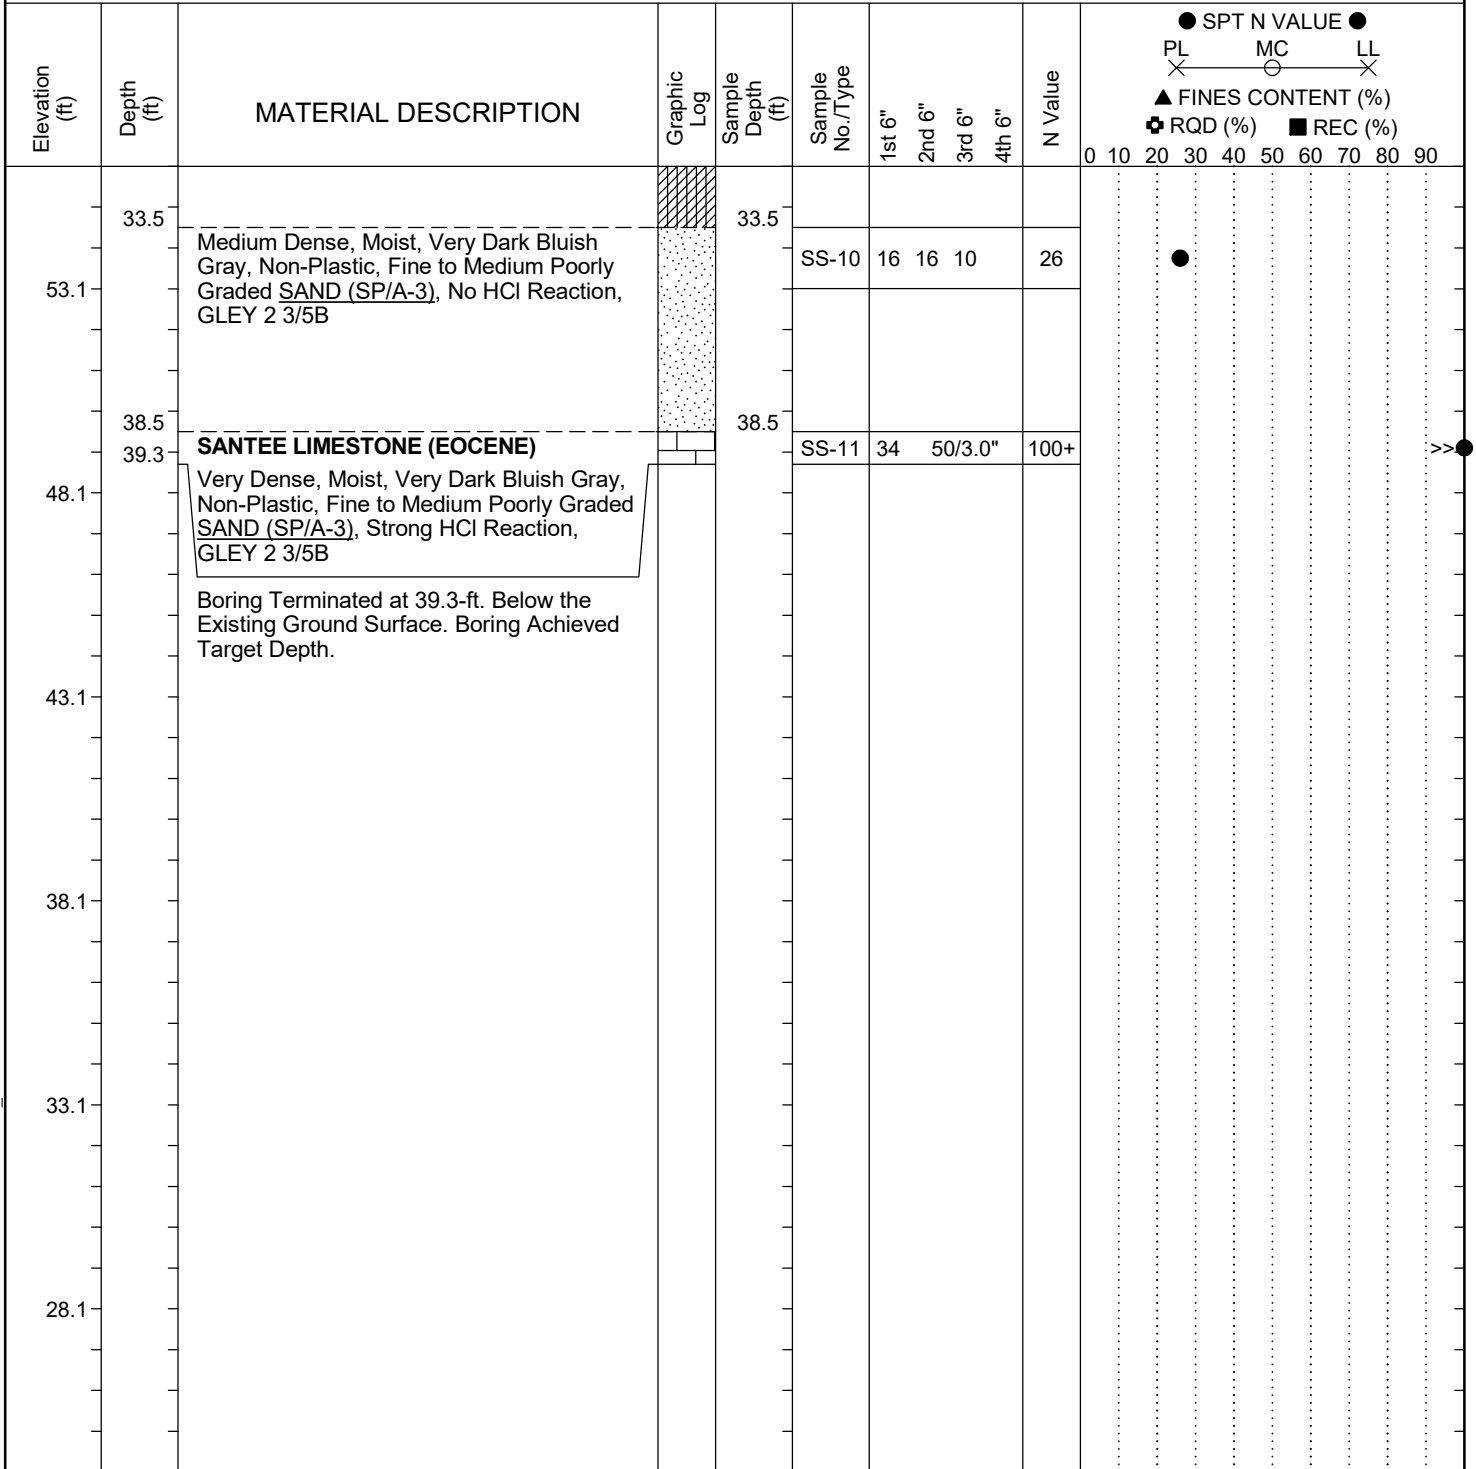 ● SPT N VALUE ●
PL MC LL
▲ FINES CONTENT (%)
RQD (%) ■ REC (%)
Elevation (ft)
Depth (ft)
MATERIAL DESCRIPTION
Graphic Log
Sample Depth (ft)
Sample No./Type
1st 6"
2nd 6"
3rd 6"
4th 6"
N Value
0 10 20 30 40 50 60 70 80 90
33.5 33.5
Medium Dense, Moist, Very Dark Bluish
Gray, Non-Plastic, Fine to Medium Poorly
Graded SAND (SP/A-3), No HCl Reaction,
GLEY 2 3/5B
SS-10 16 16 10 26
53.1
38.5 38.5
SANTEE LIMESTONE (EOCENE)
SS-11 34 50/3.0" 100+ >>
39.3
Very Dense, Moist, Very Dark Bluish Gray,
Non-Plastic, Fine to Medium Poorly Graded
SAND (SP/A-3), Strong HCl Reaction,
GLEY 2 3/5B
48.1
Boring Terminated at 39.3-ft. Below the
Existing Ground Surface. Boring Achieved
Target Depth.
43.1
38.1
33.1
28.1